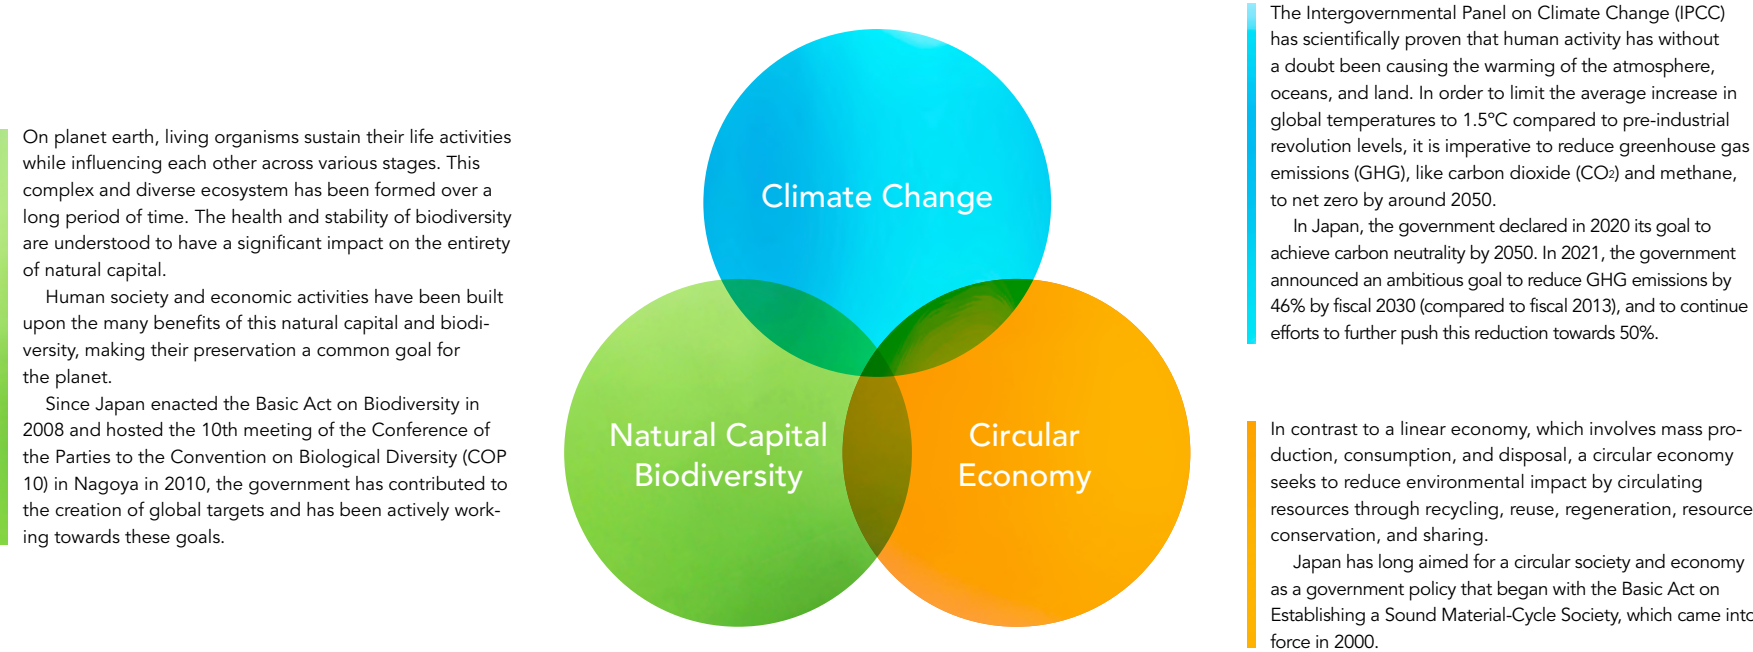 On planet earth, living organisms sustain their life activities
while influencing each other across various stages. This
complex and diverse ecosystem has been formed over a
long period of time. The health and stability of biodiversity
are understood to have a significant impact on the entirety
of natural capital.
Human society and economic activities have been built
upon the many benefits of this natural capital and biodi-
versity, making their preservation a common goal for
the planet.
Since Japan enacted the Basic Act on Biodiversity in
2008 and hosted the 10th meeting of the Conference of
the Parties to the Convention on Biological Diversity (COP
10) in Nagoya in 2010, the government has contributed to
the creation of global targets and has been actively work-
ing towards these goals.
Climate Change
Natural Capital
Biodiversity
Circular
Economy
The Intergovernmental Panel on Climate Change (IPCC)
has scientifically proven that human activity has without
a doubt been causing the warming of the atmosphere,
oceans, and land. In order to limit the average increase in
global temperatures to 1.5ºC compared to pre-industrial
revolution levels, it is imperative to reduce greenhouse gas
emissions (GHG), like carbon dioxide (CO₂) and methane,
to net zero by around 2050.
In Japan, the government declared in 2020 its goal to
achieve carbon neutrality by 2050. In 2021, the government
announced an ambitious goal to reduce GHG emissions by
46% by fiscal 2030 (compared to fiscal 2013), and to continue
efforts to further push this reduction towards 50%.
In contrast to a linear economy, which involves mass pro-
duction, consumption, and disposal, a circular economy
seeks to reduce environmental impact by circulating
resources through recycling, reuse, regeneration, resource
conservation, and sharing.
Japan has long aimed for a circular society and economy
as a government policy that began with the Basic Act on
Establishing a Sound Material-Cycle Society, which came into
force in 2000.